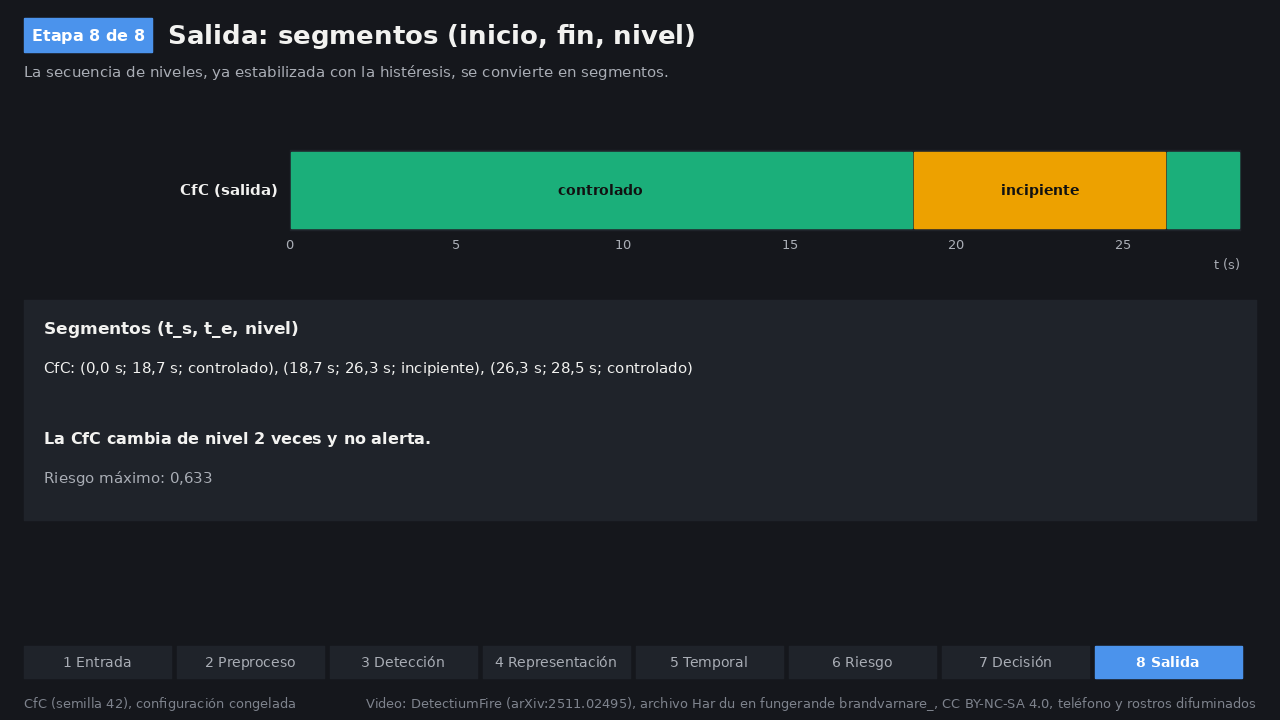 Etapa 8 de 8
Salida: segmentos (inicio, fin, nivel)
La secuencia de niveles, ya estabilizada con la histéresis, se convierte en segmentos.
CfC (salida)
controlado
incipiente
0 5 10 15 20 25
t (s)
Segmentos (t_s, t_e, nivel)
CfC: (0,0 s; 18,7 s; controlado), (18,7 s; 26,3 s; incipiente), (26,3 s; 28,5 s; controlado)
La CfC cambia de nivel 2 veces y no alerta.
Riesgo máximo: 0,633
1 Entrada
2 Preproceso
3 Detección
4 Representación
5 Temporal
6 Riesgo
7 Decisión
8 Salida
CfC (semilla 42), configuración congelada
Video: DetectiumFire (arXiv:2511.02495), archivo Har du en fungerande brandvarnare_, CC BY-NC-SA 4.0, teléfono y rostros difuminados